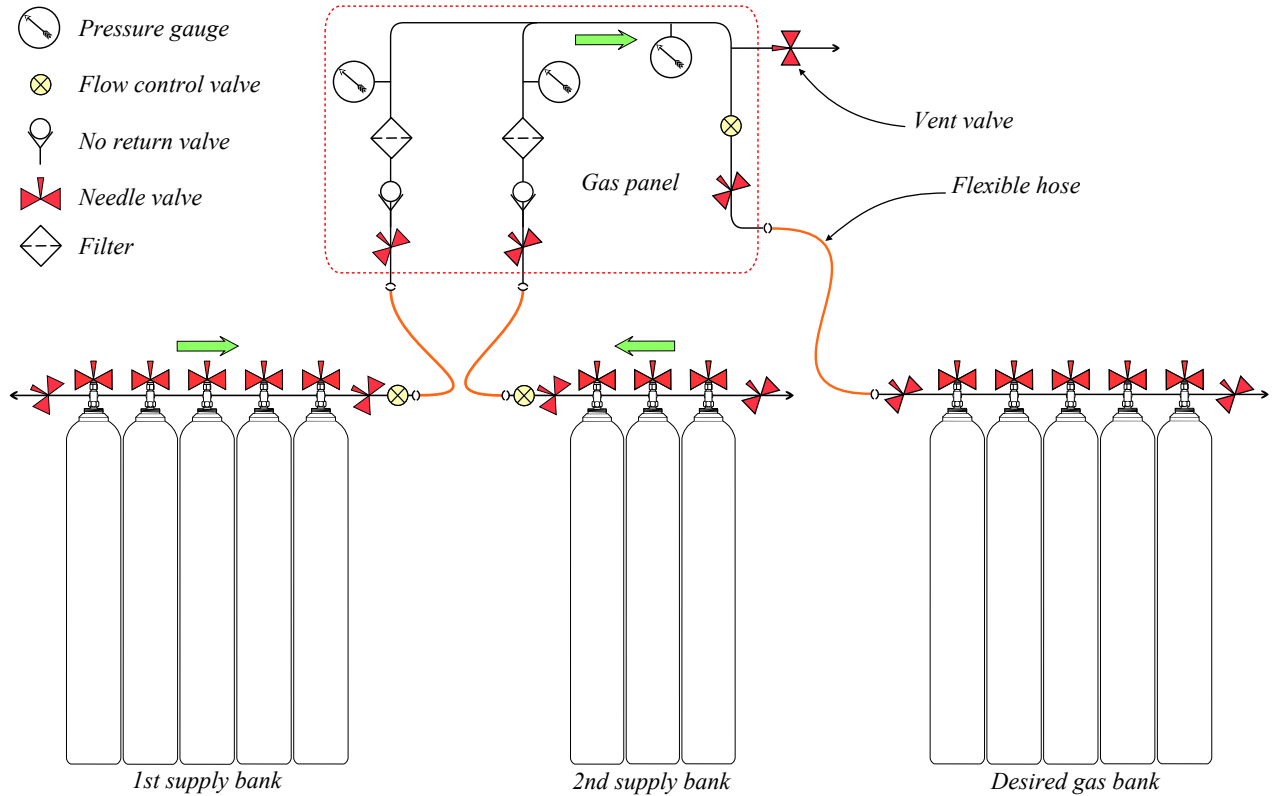 Pressure gauge
Flow control valve
No return valve
Needle valve
Filter
Gas panel
Vent valve
Flexible hose
1st supply bank
2nd supply bank
Desired gas bank